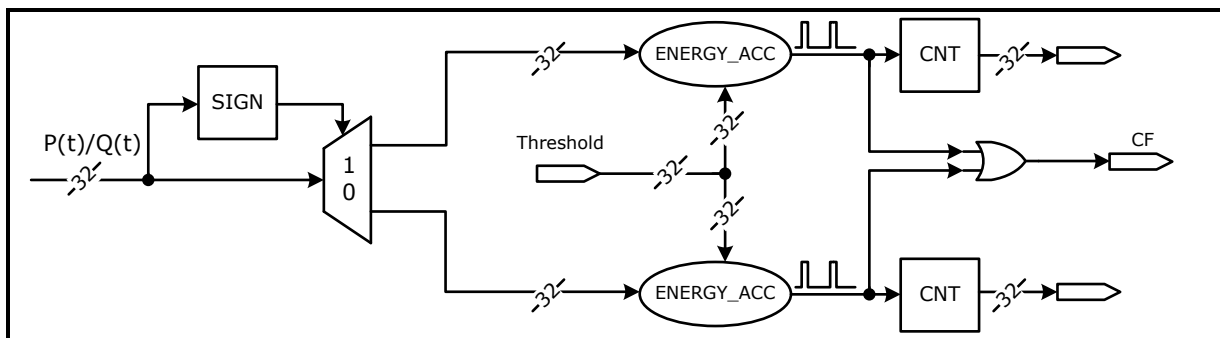 -32-
ENERGY_ACC
CNT
-32-
SIGN
P(t)/Q(t)
-32-
1
0
Threshold
-32-
-32-
-32-
CF
-32-
ENERGY_ACC
CNT
-32-